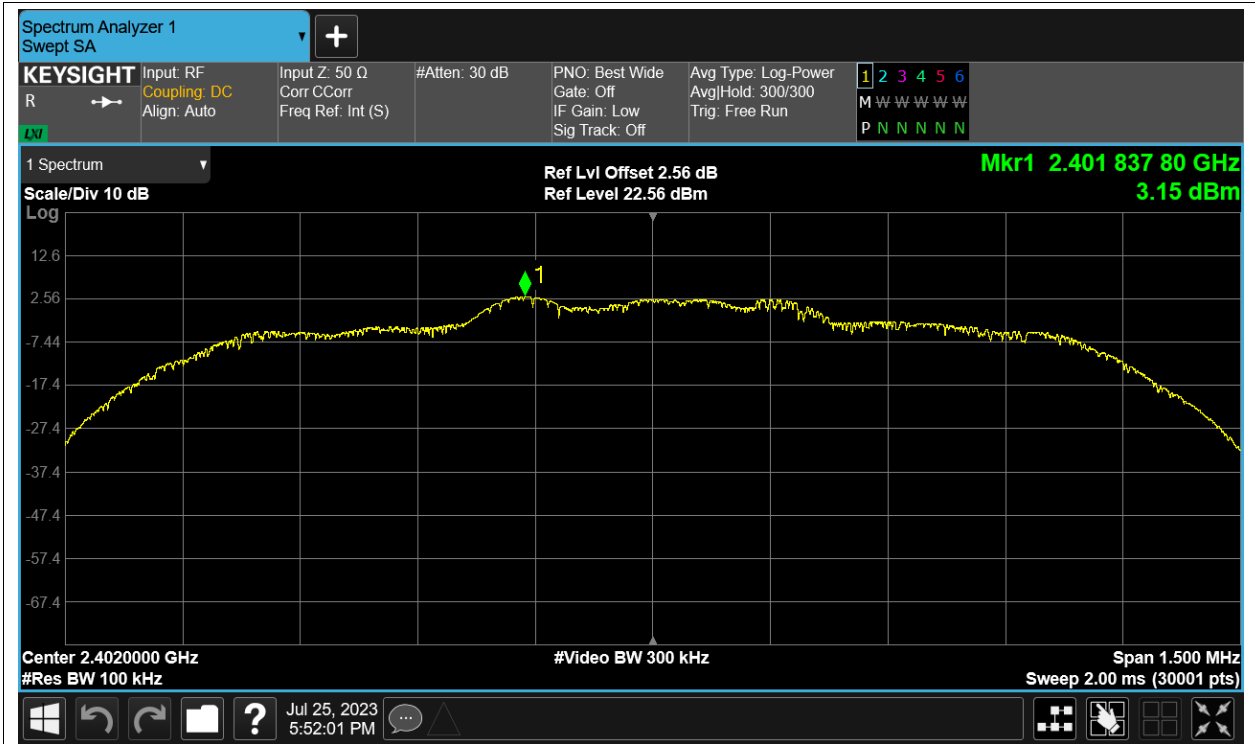 Spectrum Analyzer 1
Swept SA
+
KEYSIGHT
R
LXI
Input: RF
Coupling: DC
Align: Auto
Input Z: 50 Ω
Corr CCorr
Freq Ref: Int (S)
#Atten: 30 dB
PNO: Best Wide
Gate: Off
IF Gain: Low
Sig Track: Off
Avg Type: Log-Power
Avg|Hold: 300/300
Trig: Free Run
1 2 3 4 5 6
M W W W W W
P N N N N N
1 Spectrum
Scale/Div 10 dB
Log
Ref Lvl Offset 2.56 dB
Ref Level 22.56 dBm
Mkr1 2.401 837 80 GHz
3.15 dBm
1
12.6
2.56
-7.44
-17.4
-27.4
-37.4
-47.4
-57.4
-67.4
Center 2.4020000 GHz
#Video BW 300 kHz
Span 1.500 MHz
#Res BW 100 kHz
Sweep 2.00 ms (30001 pts)
?
Jul 25, 2023
5:52:01 PM